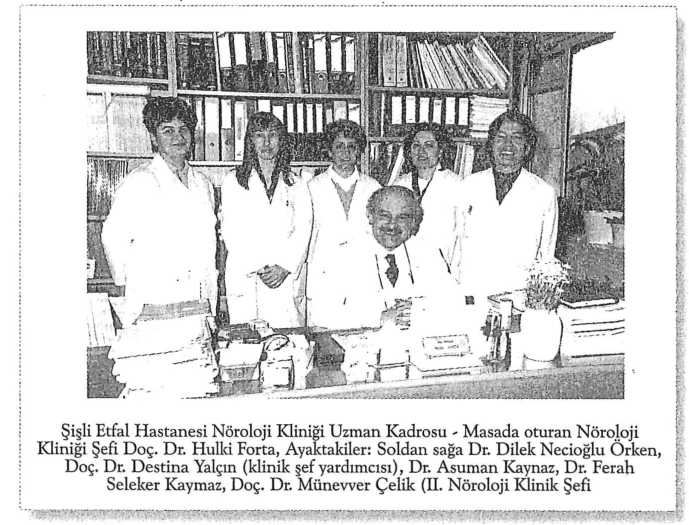 Şişli Etfal Hastanesi Nöroloji Kliniği Uzman Kadrosu - Masada oturan Nöroloji
Kliniği Şefi Doç. Dr. Hulki Forta, Ayaktakiler: Soldan sağa Dr. Dilek Necioğlu Örken,
Doç. Dr. Destina Yalçın (klinik şef yardımcısı), Dr. Asuman Kaynaz, Dr. Ferah
Seleker Kaymaz, Doç. Dr. Münevver Çelik (II. Nöroloji Klinik Şefi